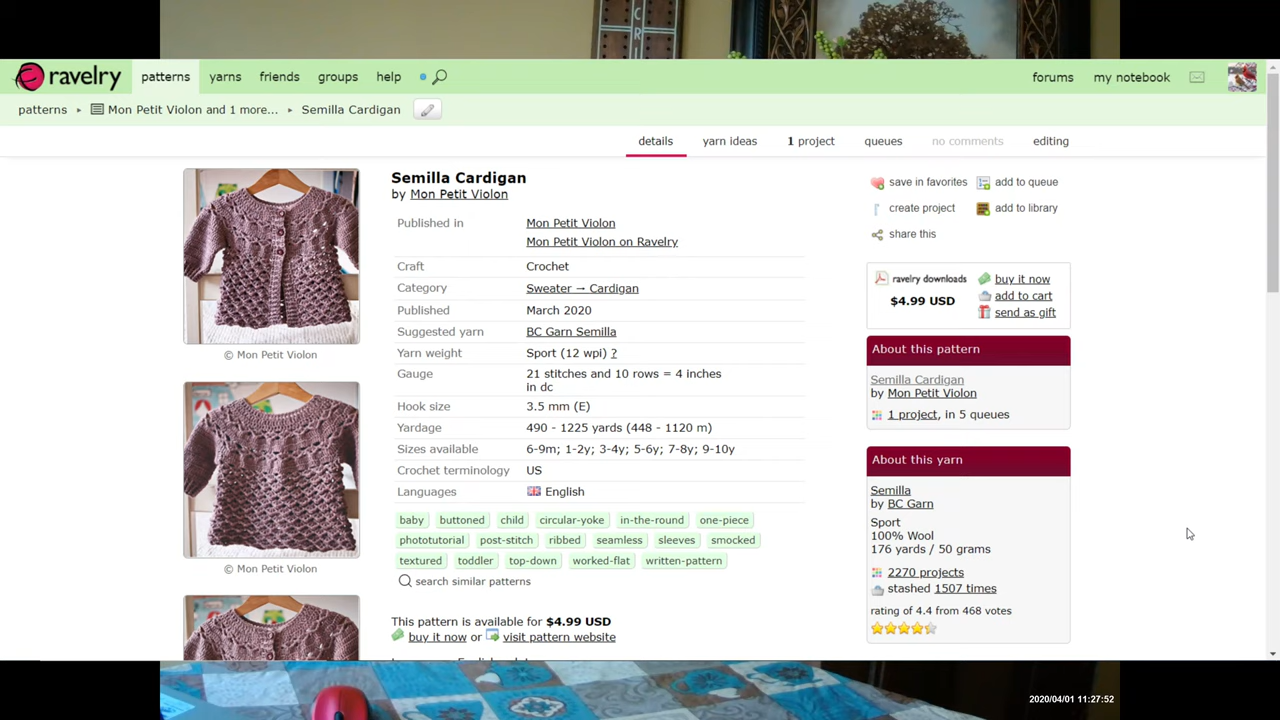 CRI
ravelry patterns yarns friends groups help forums my notebook
patterns ▸ Mon Petit Violon and 1 more... ▸ Semilla Cardigan
details yarn ideas 1 project queues no comments editing
Semilla Cardigan
by Mon Petit Violon
Published in Mon Petit Violon
Mon Petit Violon on Ravelry
Craft Crochet
Category Sweater → Cardigan
Published March 2020
Suggested yarn BC Garn Semilla
Yarn weight Sport (12 wpi) ?
Gauge 21 stitches and 10 rows = 4 inches
in dc
Hook size 3.5 mm (E)
Yardage 490 - 1225 yards (448 - 1120 m)
Sizes available 6-9m; 1-2y; 3-4y; 5-6y; 7-8y; 9-10y
Crochet terminology US
Languages English
baby buttoned child circular-yoke in-the-round one-piece
phototutorial post-stitch ribbed seamless sleeves smocked
textured toddler top-down worked-flat written-pattern
search similar patterns
This pattern is available for $4.99 USD
buy it now or visit pattern website
© Mon Petit Violon
© Mon Petit Violon
save in favorites add to queue
create project add to library
share this
ravelry downloads buy it now
$4.99 USD add to cart
send as gift
About this pattern
Semilla Cardigan
by Mon Petit Violon
1 project, in 5 queues
About this yarn
Semilla
by BC Garn
Sport
100% Wool
176 yards / 50 grams
2270 projects
stashed 1507 times
rating of 4.4 from 468 votes
2020/04/01 11:27:52